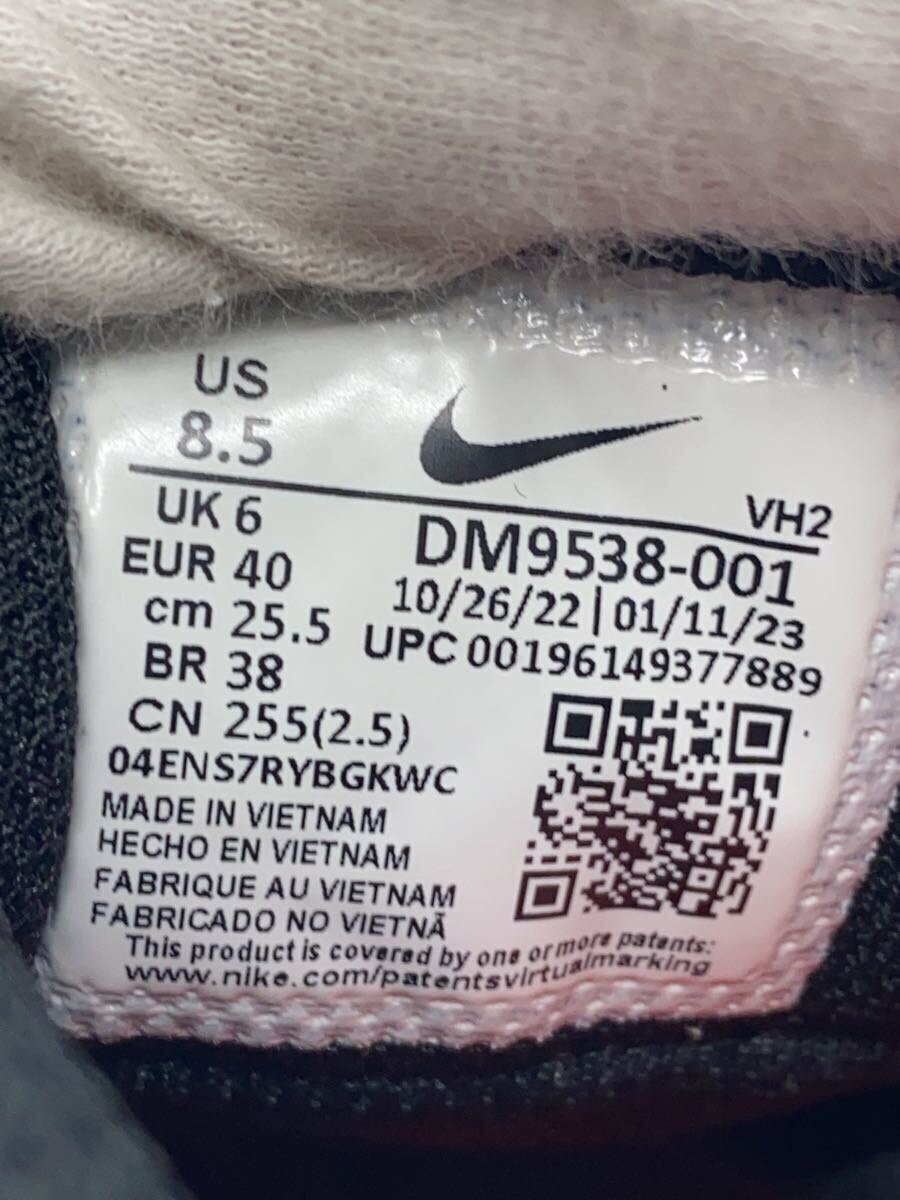 US
8.5
VH2
UK 6
DM9538-001
EUR 40
10/26/22 | 01/11/23
cm 25.5
UPC 00196149377889
BR 38
CN 255(2.5)
04ENS7RYBGKWC
MADE IN VIETNAM
HECHO EN VIETNAM
FABRIQUE AU VIETNAM
FABRICADO NO VIETNÃ
This product is covered by one or more patents:
www.nike.com/patentsvirtualmarking